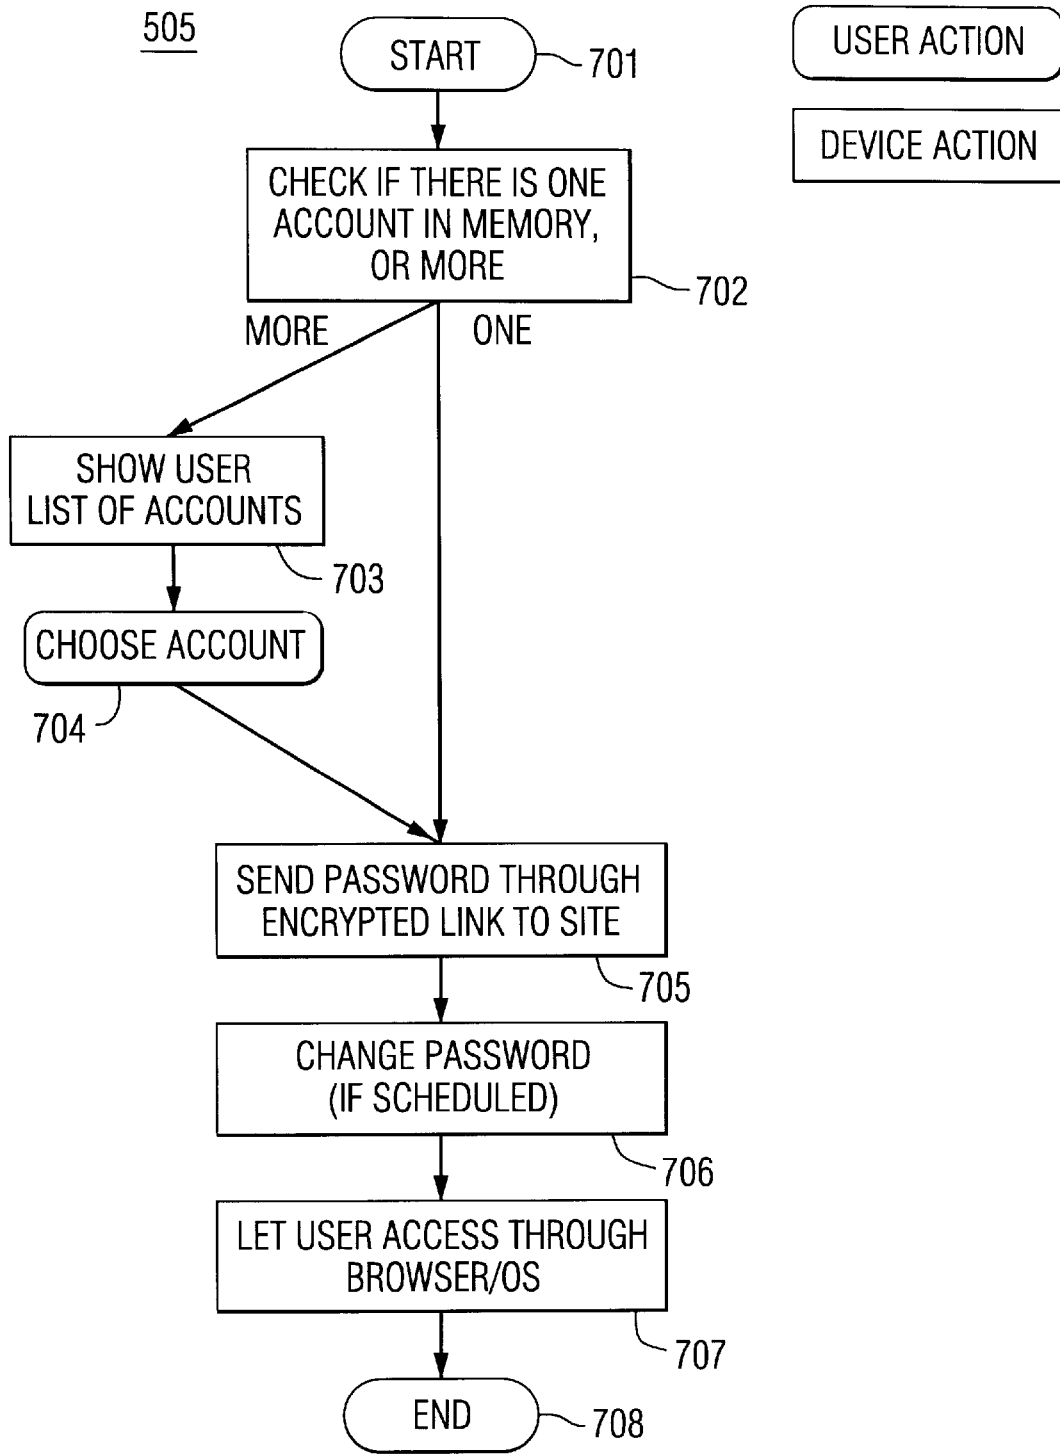 505
START
701
USER ACTION
DEVICE ACTION
CHECK IF THERE IS ONE
ACCOUNT IN MEMORY,
OR MORE
702
MORE
ONE
SHOW USER
LIST OF ACCOUNTS
703
CHOOSE ACCOUNT
704
SEND PASSWORD THROUGH
ENCRYPTED LINK TO SITE
705
CHANGE PASSWORD
(IF SCHEDULED)
706
LET USER ACCESS THROUGH
BROWSER/OS
707
END
708